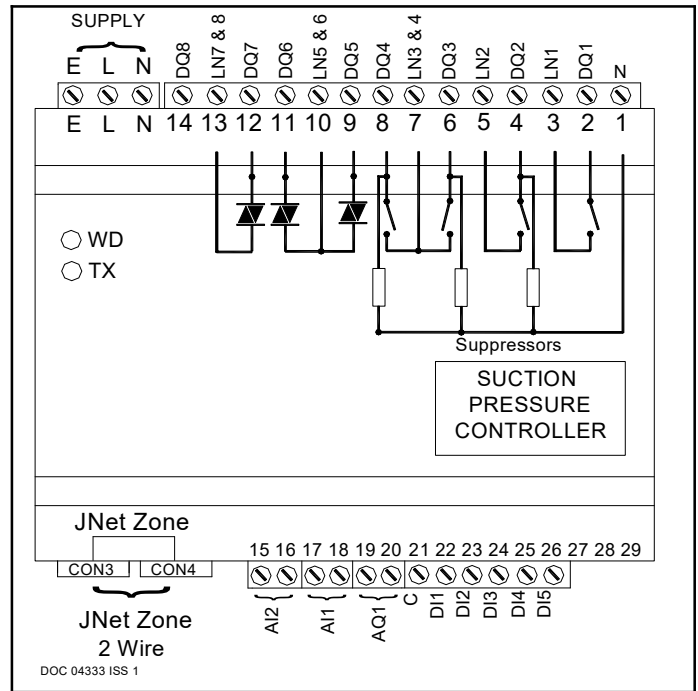 SUPPLY
E L N DQ8 LN7 & 8 DQ7 DQ6 LN5 & 6 DQ5 DQ4 LN3 & 4 DQ3 LN2 DQ2 LN1 DQ1 N
E L N 14 13 12 11 10 9 8 7 6 5 4 3 2 1
WD
TX
Suppressors
SUCTION
PRESSURE
CONTROLLER
JNet Zone
CON3 CON4
15 16 17 18 19 20 21 22 23 24 25 26 27 28 29
AI2 AI1 AQ1 C DI1 DI2 DI3 DI4 DI5
JNet Zone
2 Wire
DOC 04333 ISS 1